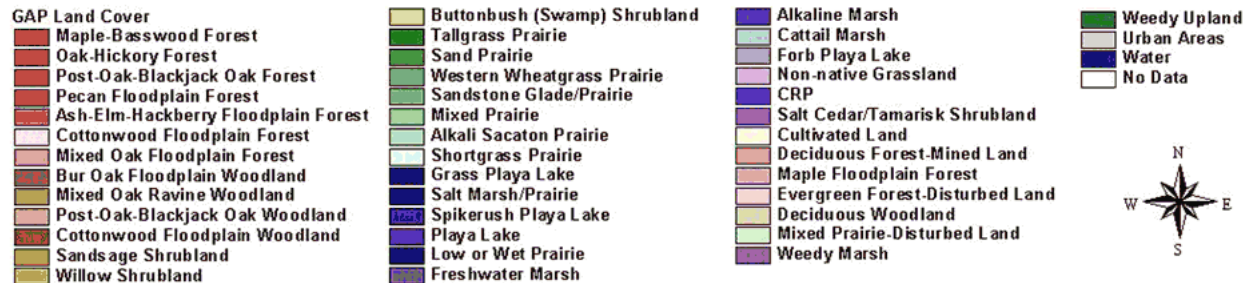 GAP Land Cover
Maple-Basswood Forest
Oak-Hickory Forest
Post-Oak-Blackjack Oak Forest
Pecan Floodplain Forest
Ash-Elm-Hackberry Floodplain Forest
Cottonwood Floodplain Forest
Mixed Oak Floodplain Forest
Bur Oak Floodplain Woodland
Mixed Oak Ravine Woodland
Post-Oak-Blackjack Oak Woodland
Cottonwood Floodplain Woodland
Sandsage Shrubland
Willow Shrubland
Buttonbush (Swamp) Shrubland
Tallgrass Prairie
Sand Prairie
Western Wheatgrass Prairie
Sandstone Glade/Prairie
Mixed Prairie
Alkali Sacaton Prairie
Shortgrass Prairie
Grass Playa Lake
Salt Marsh/Prairie
Spikerush Playa Lake
Playa Lake
Low or Wet Prairie
Freshwater Marsh
Alkaline Marsh
Cattail Marsh
Forb Playa Lake
Non-native Grassland
CRP
Salt Cedar/Tamarisk Shrubland
Cultivated Land
Deciduous Forest-Mined Land
Maple Floodplain Forest
Evergreen Forest-Disturbed Land
Deciduous Woodland
Mixed Prairie-Disturbed Land
Weedy Marsh
Weedy Upland
Urban Areas
Water
No Data
N
W E
S